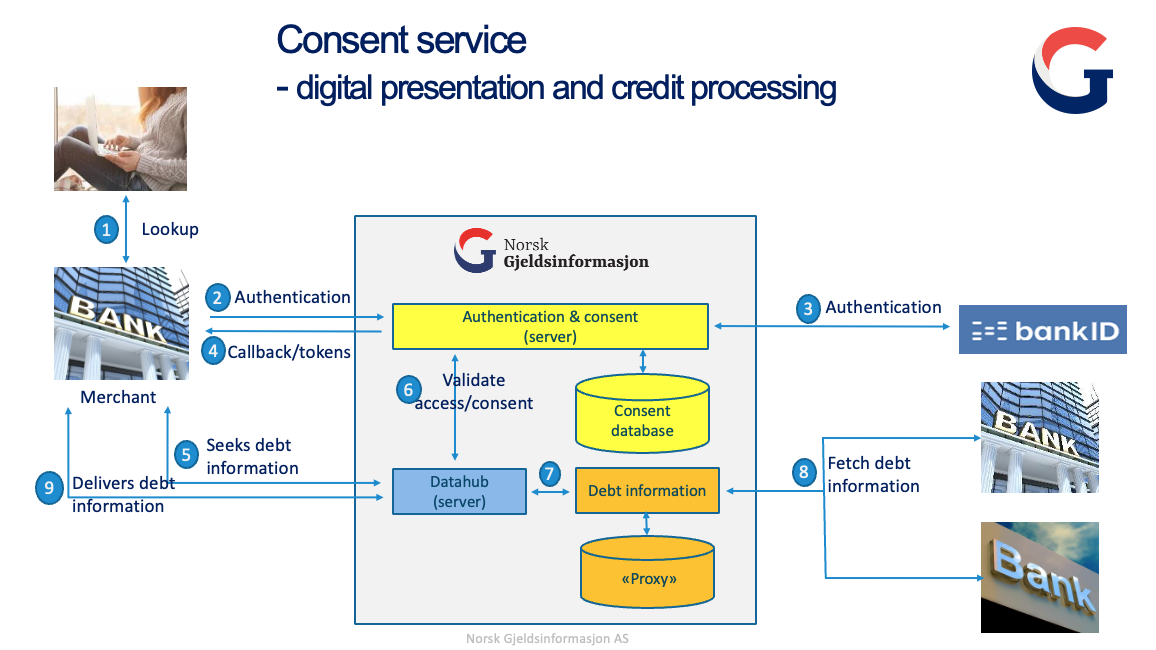 Consent service
- digital presentation and credit processing
G
1
Lookup
BANK
Merchant
2
Authentication
4
Callback/tokens
Norsk
Gjeldsinformasjon
Authentication & consent
(server)
3
Authentication
bankID
6
Validate
access/consent
Consent
database
5
Seeks debt
information
9
Delivers debt
information
Datahub
(server)
7
Debt information
«Proxy»
8
Fetch debt
information
BANK
Bank
Norsk Gjeldsinformasjon AS